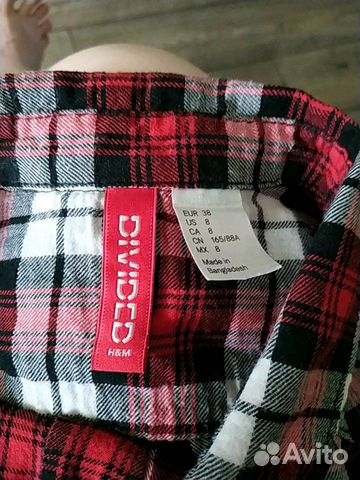 DIVIDED
H&M
EUR 38
US 8
CA 8
CN 165/88A
MX 8
Made in
Bangladesh
Avito